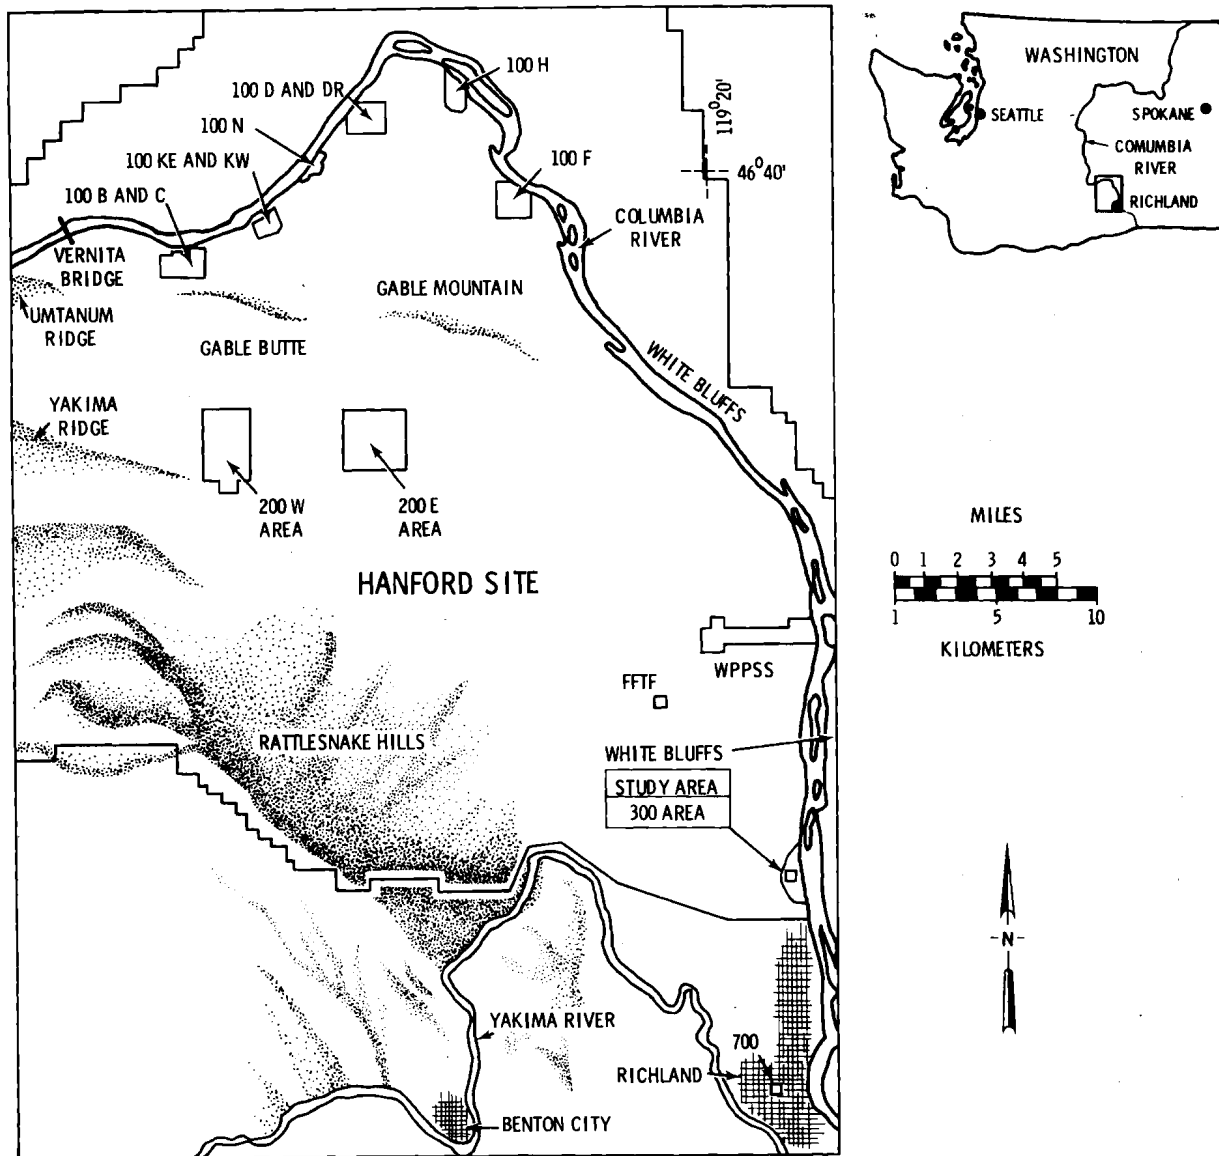 100 H
100 D AND DR
100 N
100 KE AND KW
100 B AND C
100 F
119°20'
46°40'
COLUMBIA
RIVER
VERNITA
BRIDGE
UMTANUM
RIDGE
GABLE MOUNTAIN
GABLE BUTTE
WHITE BLUFFS
YAKIMA
RIDGE
200 W
AREA
200 E
AREA
HANFORD SITE
WPPSS
FFTF
RATTLESNAKE HILLS
WHITE BLUFFS
STUDY AREA
300 AREA
YAKIMA RIVER
700
RICHLAND
BENTON CITY
WASHINGTON
SEATTLE
SPOKANE
COMUMBIA
RIVER
RICHLAND
MILES
0 1 2 3 4 5
1 5 10
KILOMETERS
N